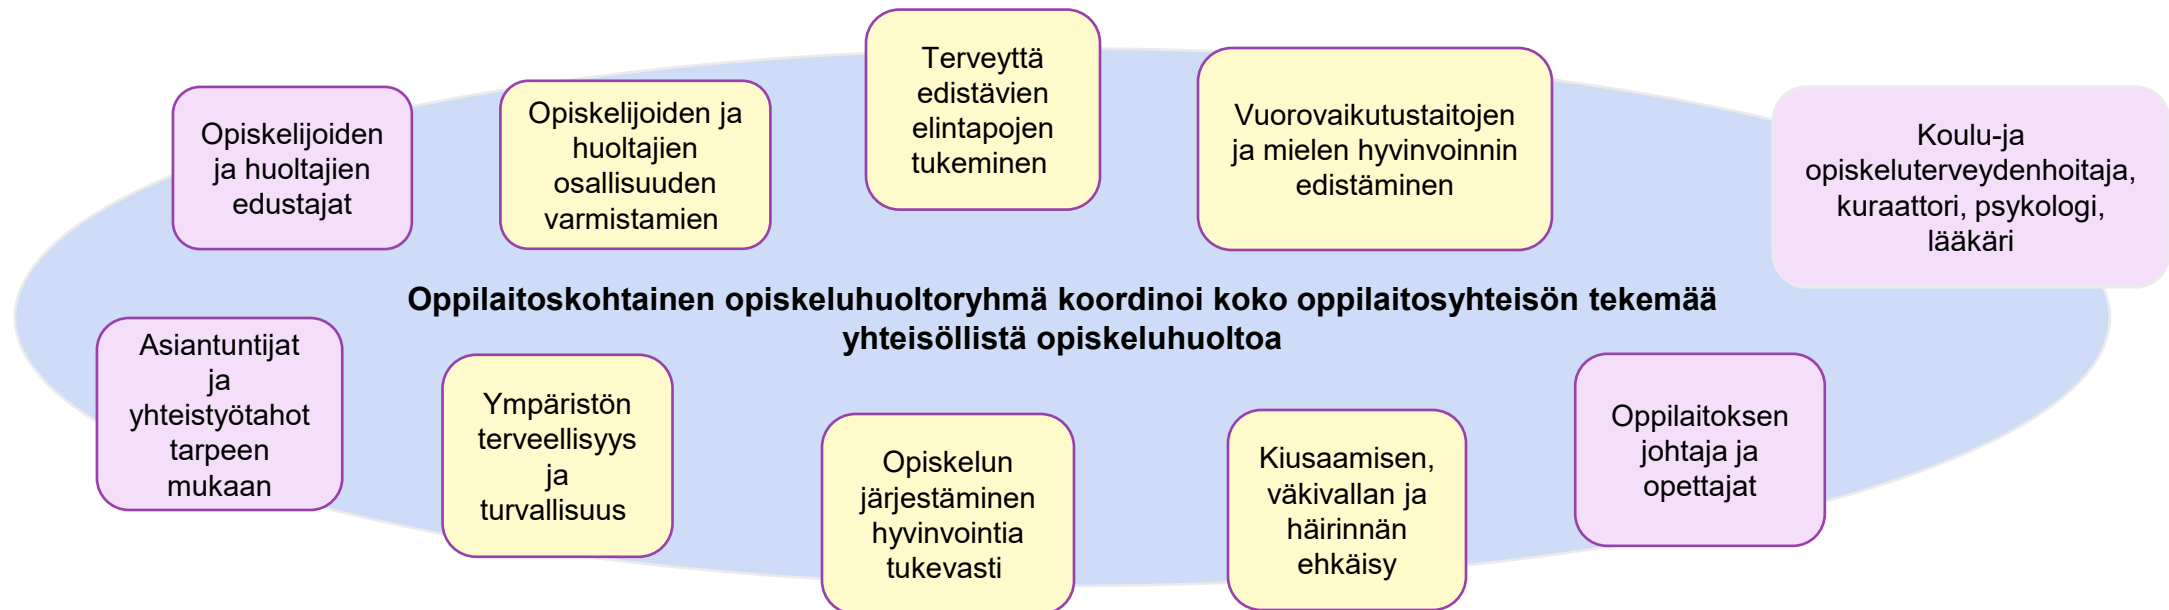 Opiskelijoiden
ja huoltajien
edustajat
Opiskelijoiden ja
huoltajien
osallisuuden
varmistamien
Terveyttä
edistävien
elintapojen
tukeminen
Vuorovaikutustaitojen
ja mielen hyvinvoinnin
edistäminen
Koulu-ja
opiskeluterveydenhoitaja,
kuraattori, psykologi,
lääkäri
Oppilaitoskohtainen opiskeluhuoltoryhmä koordinoi koko oppilaitosyhteisön tekemää
yhteisöllistä opiskeluhuoltoa
Asiantuntijat
ja
yhteistyötahot
tarpeen
mukaan
Ympäristön
terveellisyys
ja
turvallisuus
Opiskelun
järjestäminen
hyvinvointia
tukevasti
Kiusaamisen,
väkivallan ja
häirinnän
ehkäisy
Oppilaitoksen
johtaja ja
opettajat